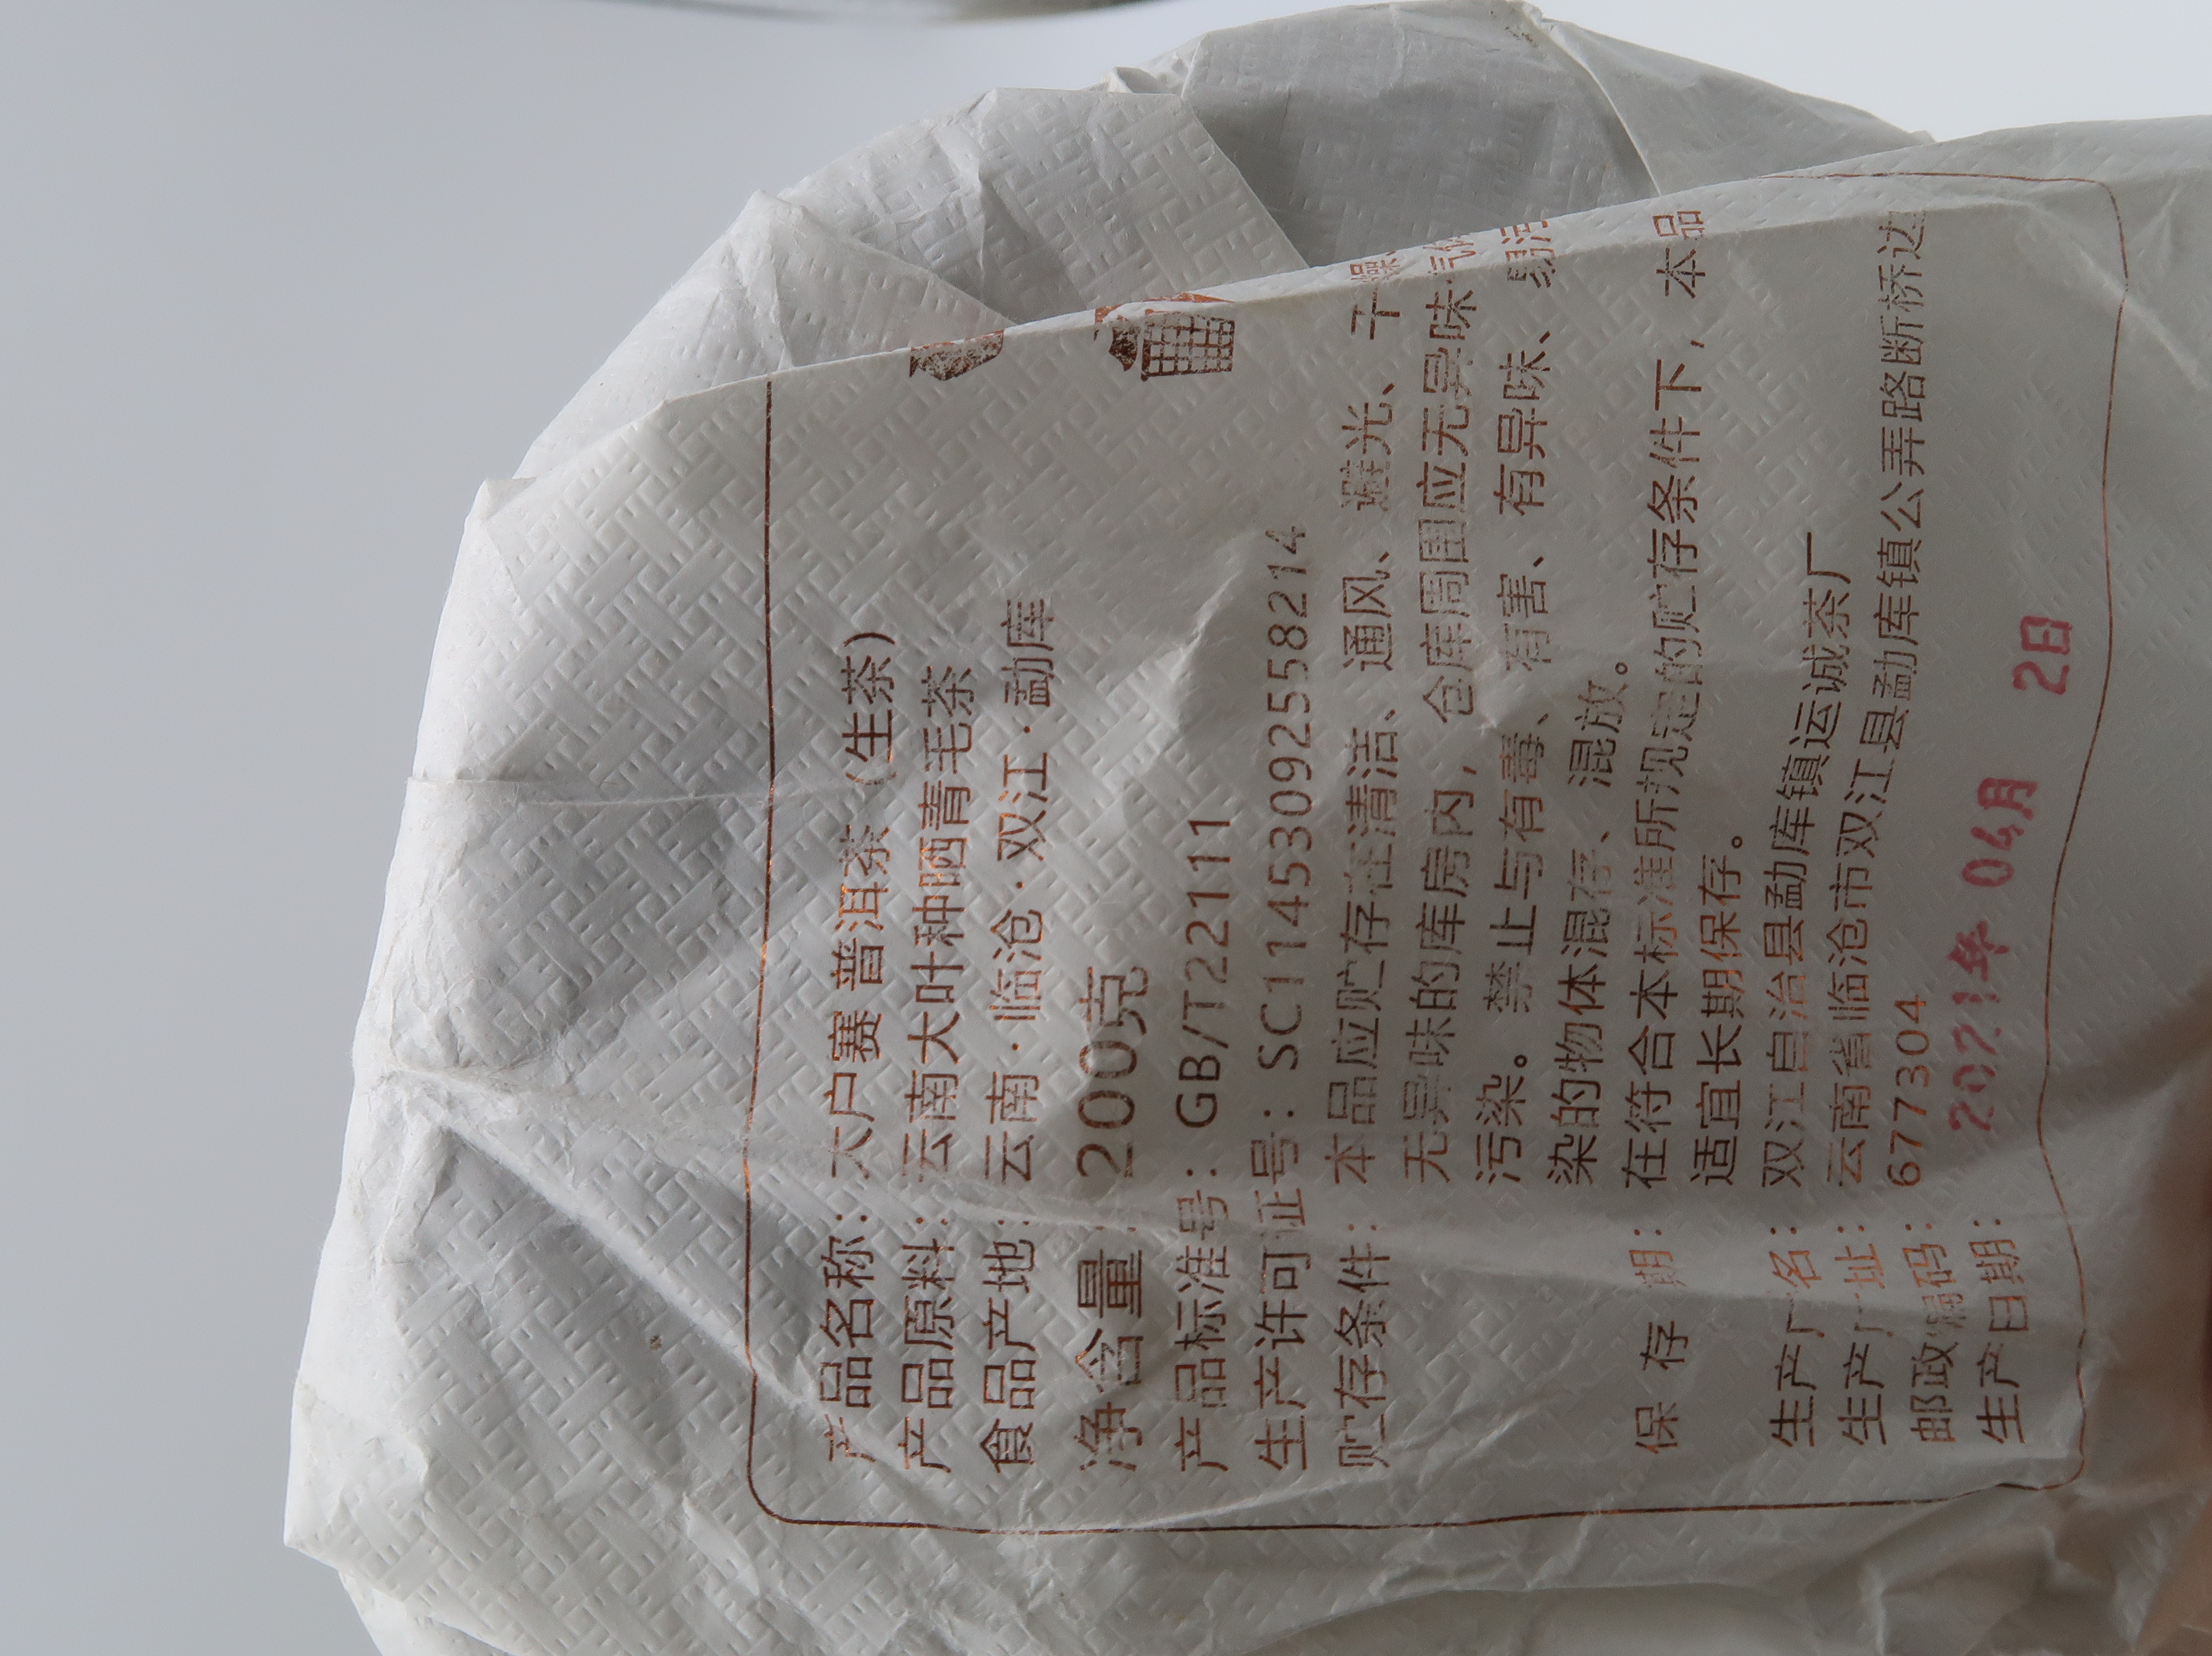 产品名称：大户赛 普洱茶（生茶）
产品原料：云南大叶种晒青毛茶
食品产地：云南·临沧·双江·勐库
净含量：200克
产品标准号：GB/T22111
生产许可证号：SC11453092558214
贮存条件：本品应贮存在清洁、通风、避光、干燥
无异味的库房内，仓库周围应无异味气
污染。禁止与有毒、有害、有异味、易污
染的物体混存、混放。
保存期：在符合本标准所规定的贮存条件下，本品
适宜长期保存。
生产厂名：双江自治县勐库镇运诚茶厂
生产厂址：云南省临沧市双江县勐库镇公弄路断桥边
邮政编码：677304
生产日期：2021年 04月 2日